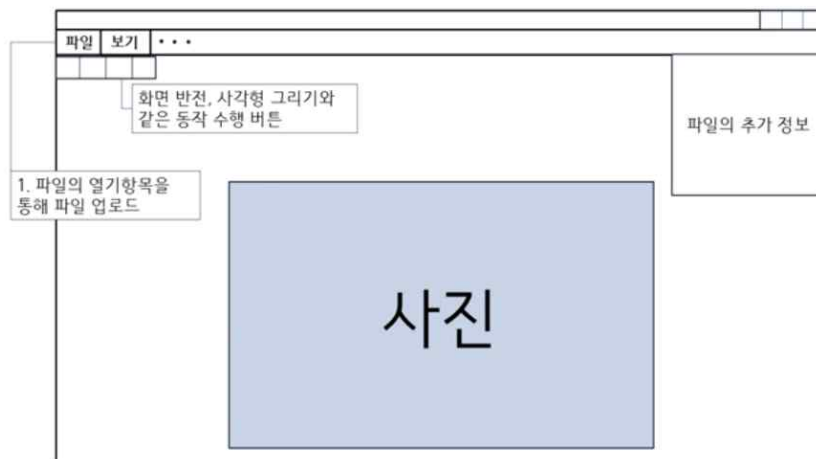 파일 보기 • • •
화면 반전, 사각형 그리기와
같은 동작 수행 버튼
파일의 추가 정보
1. 파일의 열기항목을
통해 파일 업로드
사진